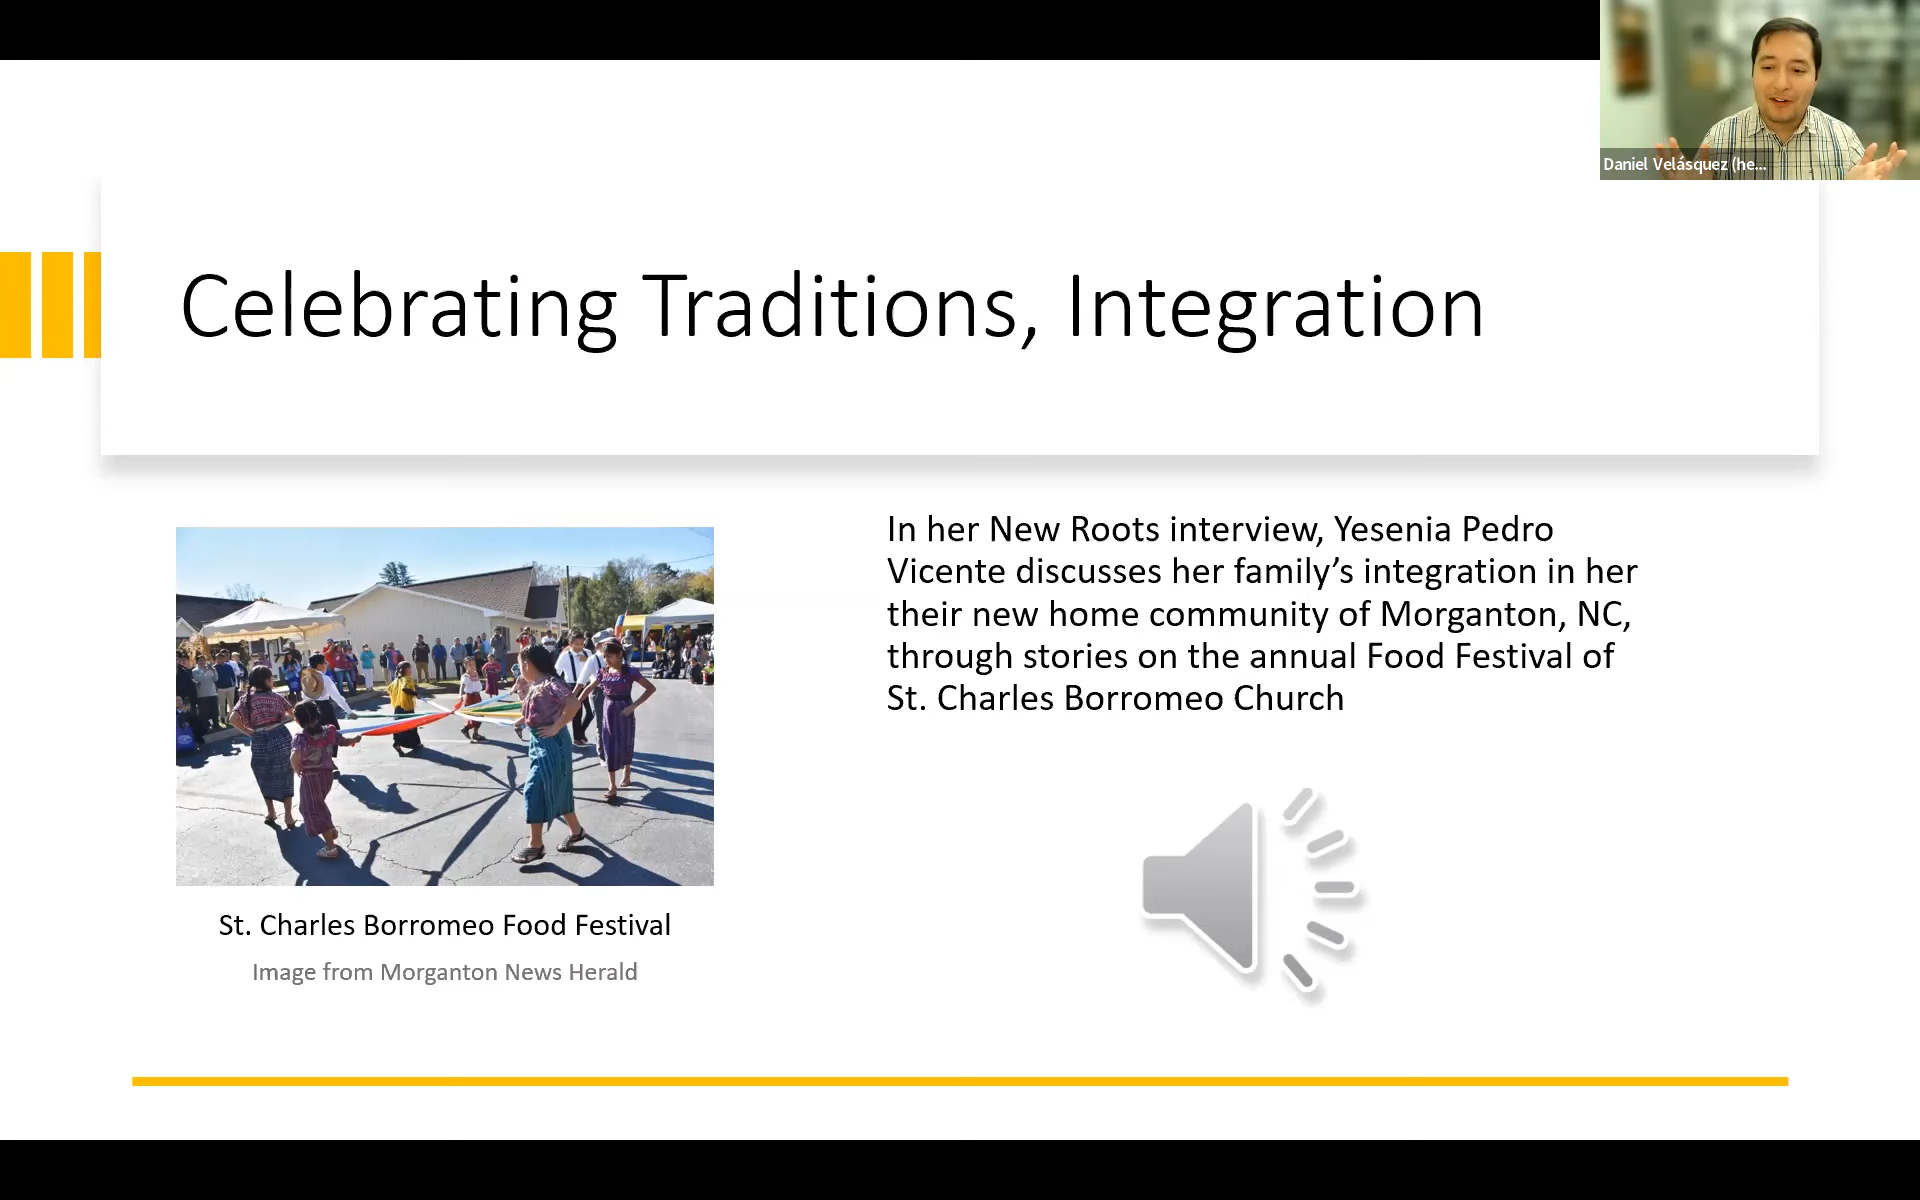 Daniel Velásquez (he...
Celebrating Traditions, Integration
In her New Roots interview, Yesenia Pedro
Vicente discusses her family’s integration in her
their new home community of Morganton, NC,
through stories on the annual Food Festival of
St. Charles Borromeo Church
St. Charles Borromeo Food Festival
Image from Morganton News Herald